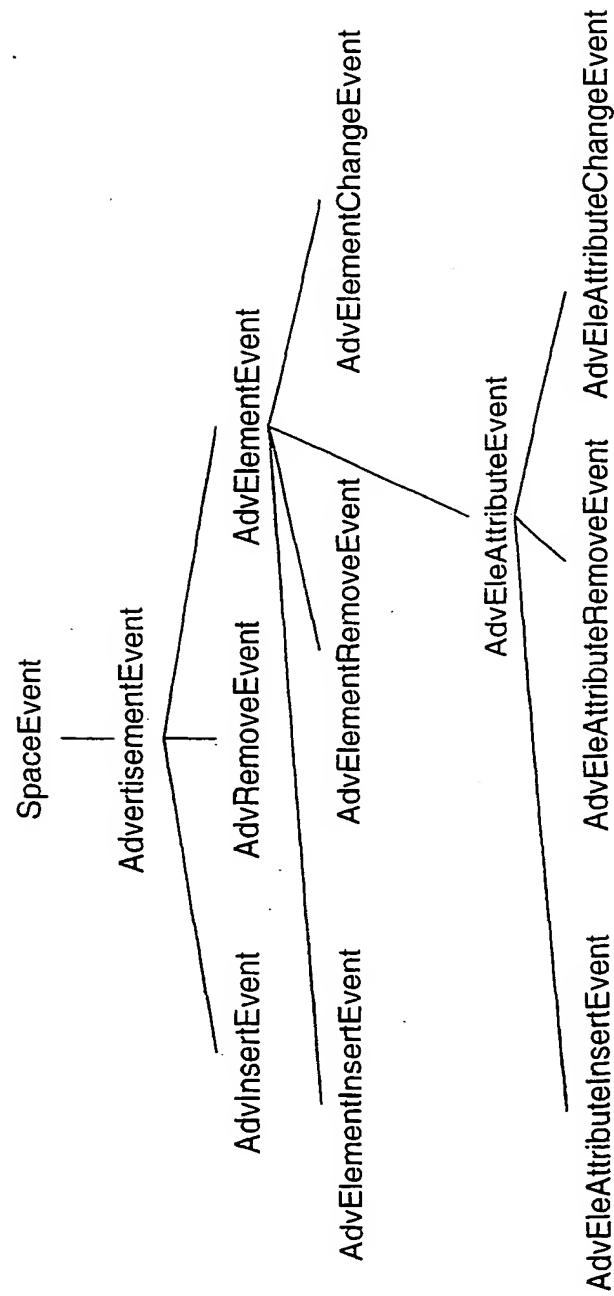 SpaceEvent
AdvertisementEvent
AdvInsertEvent
AdvRemoveEvent
AdvElementEvent
AdvElementInsertEvent
AdvElementRemoveEvent
AdvElementChangeEvent
AdvEleAttributeEvent
AdvEleAttributeInsertEvent
AdvEleAttributeRemoveEvent
AdvEleAttributeChangeEvent